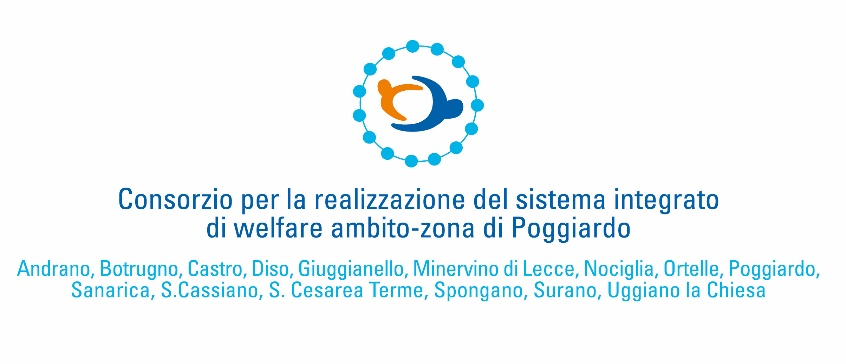 Consorzio per la realizzazione del sistema integrato
di welfare ambito-zona di Poggiardo
Andrano, Botrugno, Castro, Diso, Giuggianello, Minervino di Lecce, Nociglia, Ortelle, Poggiardo,
Sanarica, S.Cassiano, S. Cesarea Terme, Spongano, Surano, Uggiano la Chiesa